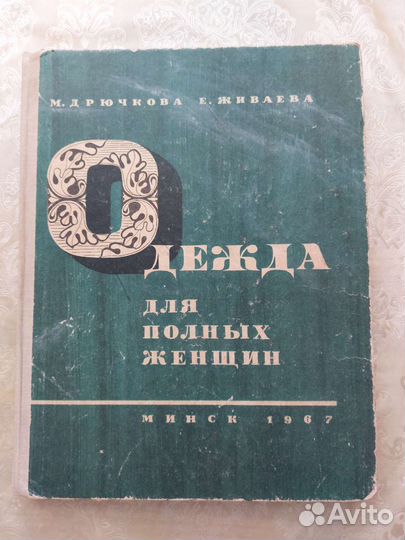 М. ДРЮЧКОВА Е. ЖИВАЕВА
ОДЕЖДА
ДЛЯ
ПОЛНЫХ
ЖЕНЩИН
МИНСК 1967
Avito